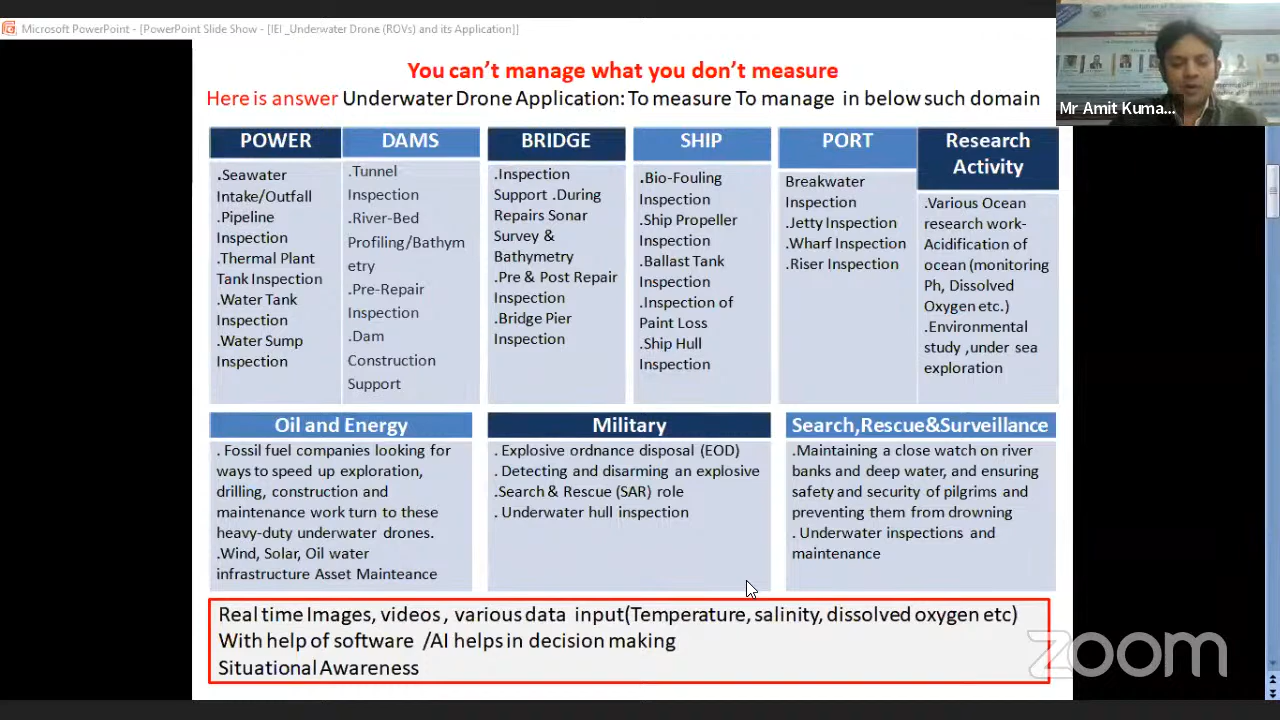 Microsoft PowerPoint - [PowerPoint Slide Show - [IEI _Underwater Drone (ROVs) and its Application]]
You can't manage what you don't measure
Here is answer Underwater Drone Application: To measure To manage in below such domain
POWER
.Seawater
Intake/Outfall
.Pipeline
Inspection
.Thermal Plant
Tank Inspection
.Water Tank
Inspection
.Water Sump
Inspection
DAMS
.Tunnel
Inspection
.River-Bed
Profiling/Bathym
etry
.Pre-Repair
Inspection
.Dam
Construction
Support
BRIDGE
.Inspection
Support .During
Repairs Sonar
Survey &
Bathymetry
.Pre & Post Repair
Inspection
.Bridge Pier
Inspection
SHIP
.Bio-Fouling
Inspection
.Ship Propeller
Inspection
.Ballast Tank
Inspection
.Inspection of
Paint Loss
.Ship Hull
Inspection
PORT
Breakwater
Inspection
.Jetty Inspection
.Wharf Inspection
.Riser Inspection
Research
Activity
.Various Ocean
research work-
Acidification of
ocean (monitoring
Ph, Dissolved
Oxygen etc.)
.Environmental
study ,under sea
exploration
Oil and Energy
. Fossil fuel companies looking for
ways to speed up exploration,
drilling, construction and
maintenance work turn to these
heavy-duty underwater drones.
.Wind, Solar, Oil water
infrastructure Asset Mainteance
Military
. Explosive ordnance disposal (EOD)
. Detecting and disarming an explosive
.Search & Rescue (SAR) role
. Underwater hull inspection
Search,Rescue&Surveillance
.Maintaining a close watch on river
banks and deep water, and ensuring
safety and security of pilgrims and
preventing them from drowning
. Underwater inspections and
maintenance
Real time Images, videos , various data input(Temperature, salinity, dissolved oxygen etc)
With help of software /AI helps in decision making
Situational Awareness
Mr Amit Kuma...
zoom